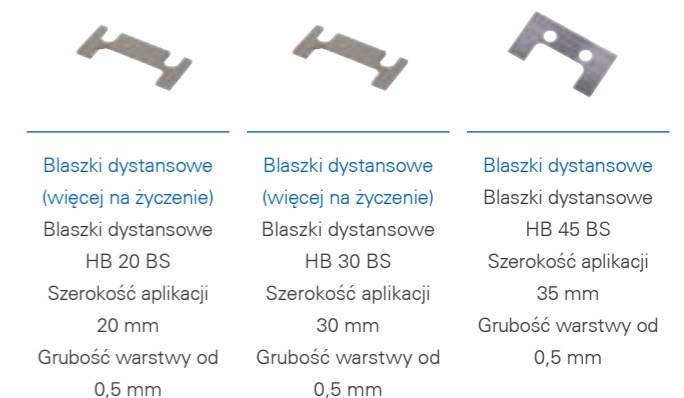 Blaszki dystansowe
(więcej na życzenie)
Blaszki dystansowe
HB 20 BS
Szerokość aplikacji
20 mm
Grubość warstwy od
0,5 mm
Blaszki dystansowe
(więcej na życzenie)
Blaszki dystansowe
HB 30 BS
Szerokość aplikacji
30 mm
Grubość warstwy od
0,5 mm
Blaszki dystansowe
Blaszki dystansowe
HB 45 BS
Szerokość aplikacji
35 mm
Grubość warstwy od
0,5 mm